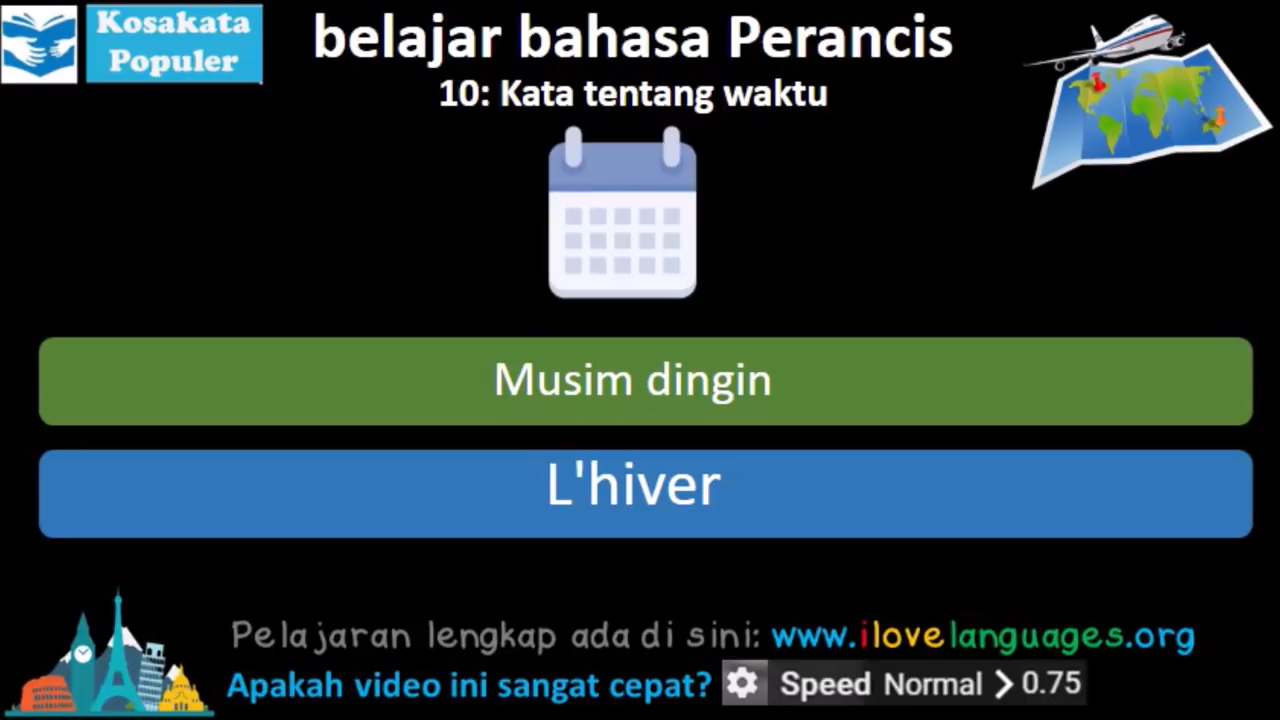 Kosakata
Populer
belajar bahasa Perancis
10: Kata tentang waktu
Musim dingin
L'hiver
Pelajaran lengkap ada di sini: www.ilovelanguages.org
Apakah video ini sangat cepat? Speed Normal > 0.75